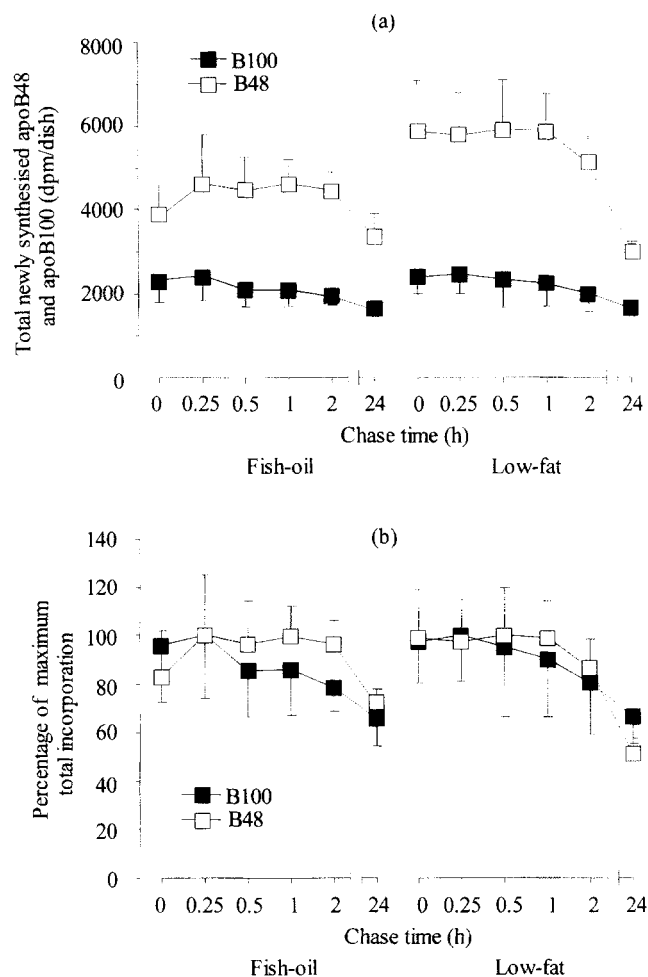 (a)
Total newly synthesised apoB48
and apoB100 (dpm/dish)
8000
6000
4000
2000
0
B100
B48
0 0.25 0.5 1 2 24 0 0.25 0.5 1 2 24
Chase time (h)
Fish-oil Low-fat
(b)
Percentage of maximum
total incorporation
140
120
100
80
60
40
20
0
B100
B48
0 0.25 0.5 1 2 24 0 0.25 0.5 1 2 24
Chase time (h)
Fish-oil Low-fat